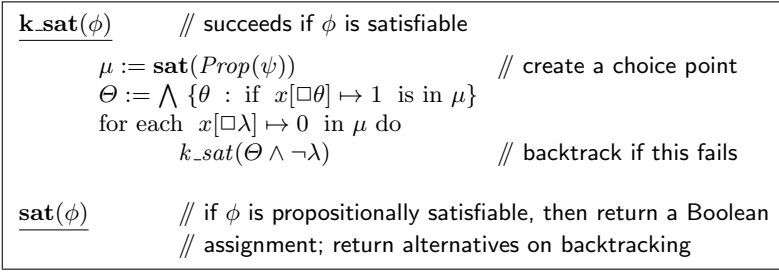 k_sat(ϕ) // succeeds if ϕ is satisfiable
μ := sat(Prop(ψ)) // create a choice point
Θ := ⋀ {θ : if x[□θ] ↦ 1 is in μ}
for each x[□λ] ↦ 0 in μ do
k_sat(Θ ∧ ¬λ) // backtrack if this fails
sat(ϕ) // if ϕ is propositionally satisfiable, then return a Boolean
// assignment; return alternatives on backtracking